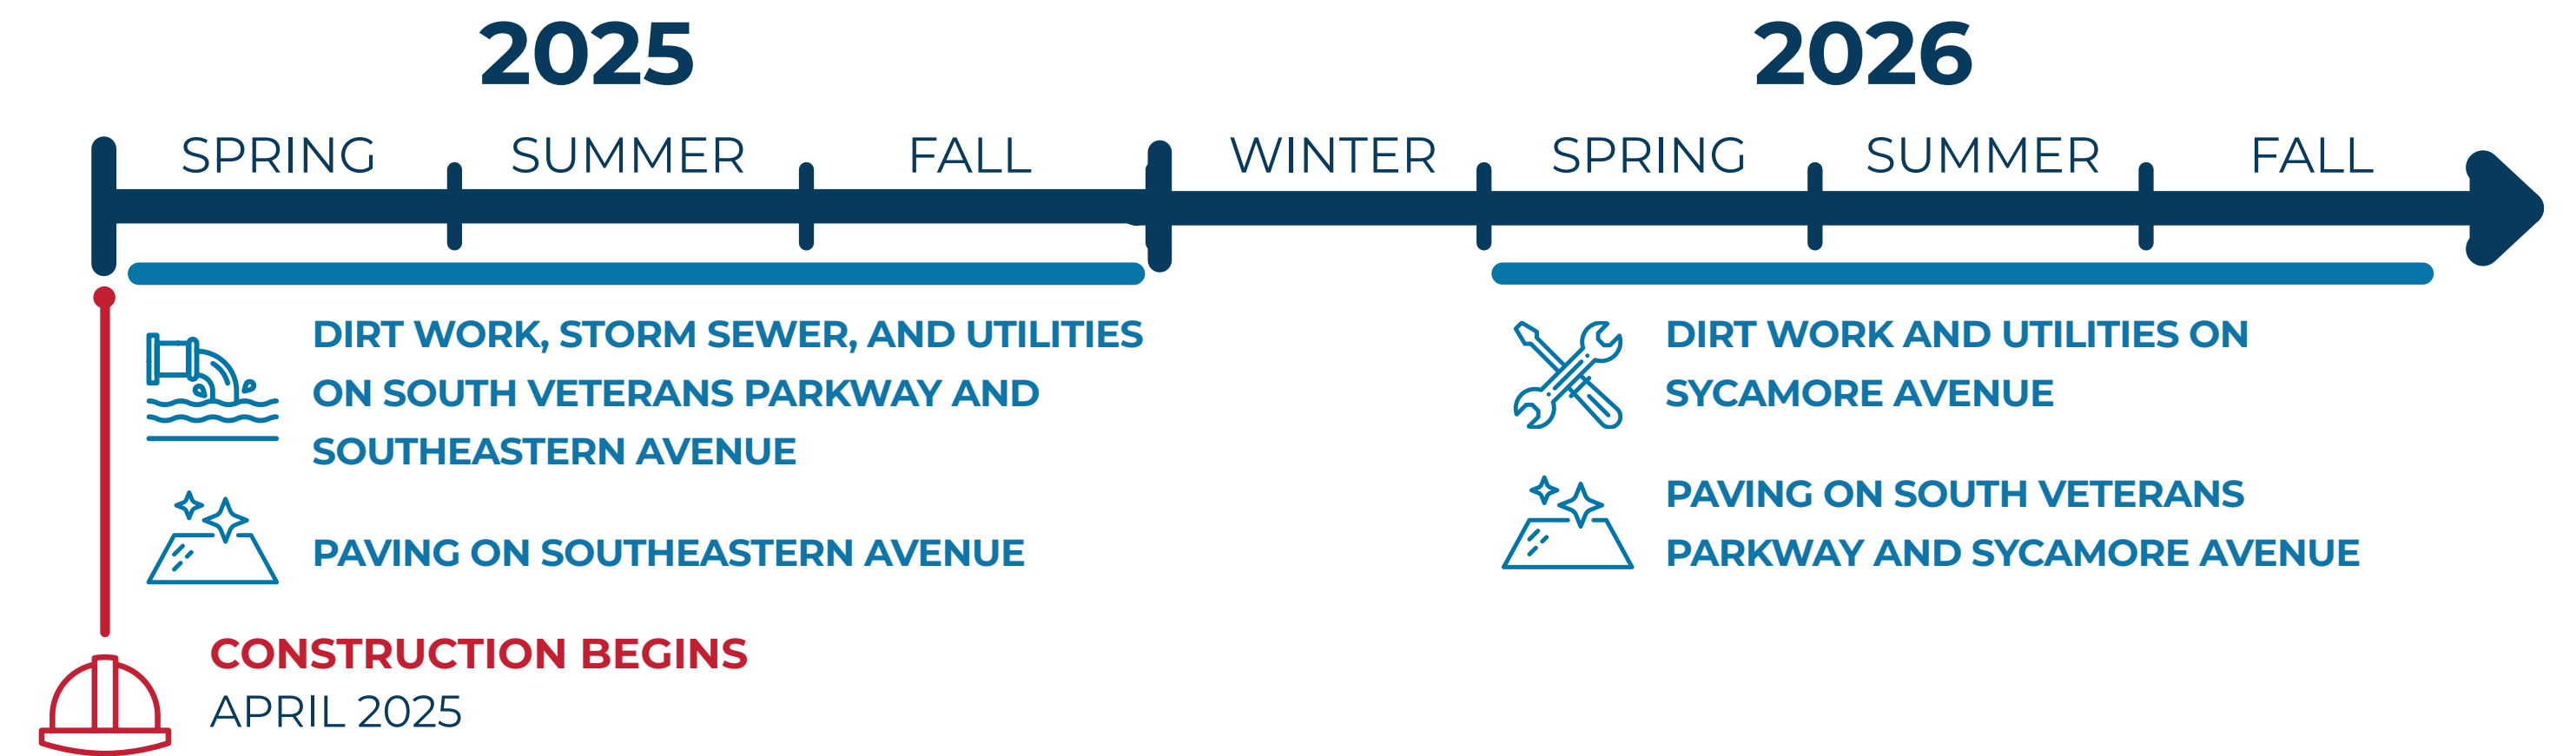 2025
2026
SPRING
SUMMER
FALL
WINTER
SPRING
SUMMER
FALL
DIRT WORK, STORM SEWER, AND UTILITIES
ON SOUTH VETERANS PARKWAY AND
SOUTHEASTERN AVENUE
PAVING ON SOUTHEASTERN AVENUE
DIRT WORK AND UTILITIES ON
SYCAMORE AVENUE
PAVING ON SOUTH VETERANS
PARKWAY AND SYCAMORE AVENUE
CONSTRUCTION BEGINS
APRIL 2025